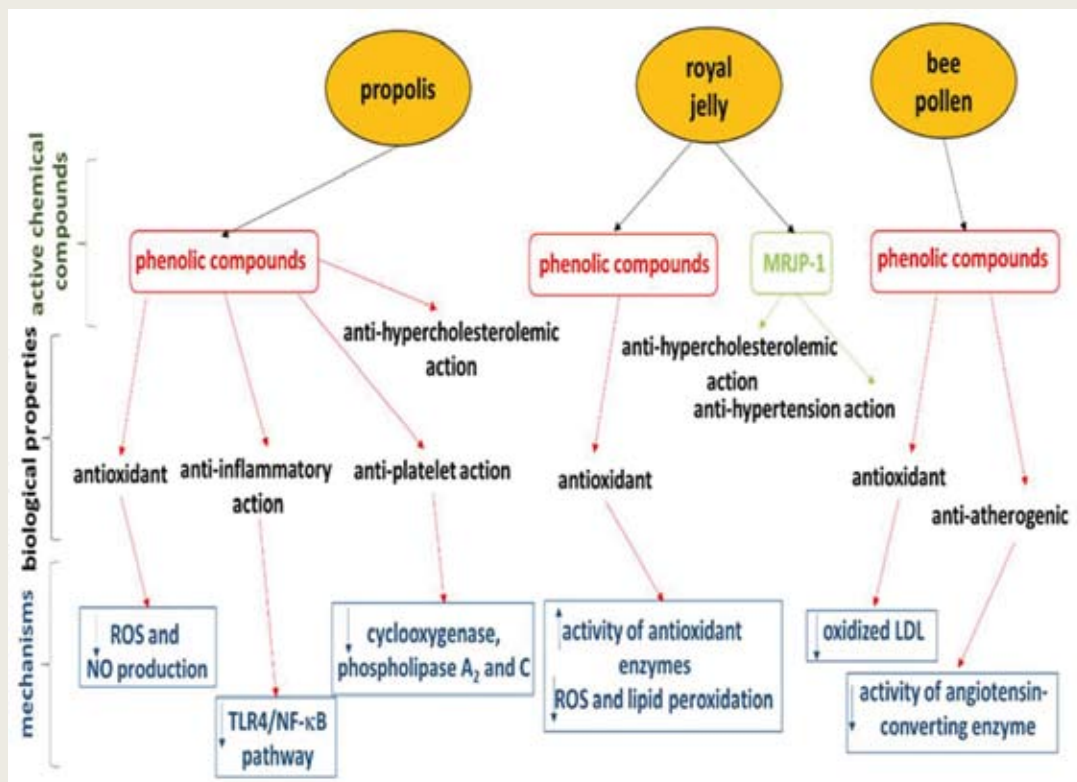 propolis
royal
jelly
bee
pollen
active chemical
compounds
phenolic compounds
phenolic compounds
MRJP-1
phenolic compounds
biological properties
anti-hypercholesterolemic
action
anti-hypercholesterolemic
action
anti-hypertension action
antioxidant
anti-inflammatory
action
anti-platelet action
antioxidant
antioxidant
anti-atherogenic
mechanisms
↓ ROS and
NO production
↓ TLR4/NF-κB
pathway
↓ cyclooxygenase,
phospholipase A₂ and C
↑ activity of antioxidant
enzymes
↓ ROS and lipid peroxidation
↓ oxidized LDL
↓ activity of angiotensin-
converting enzyme